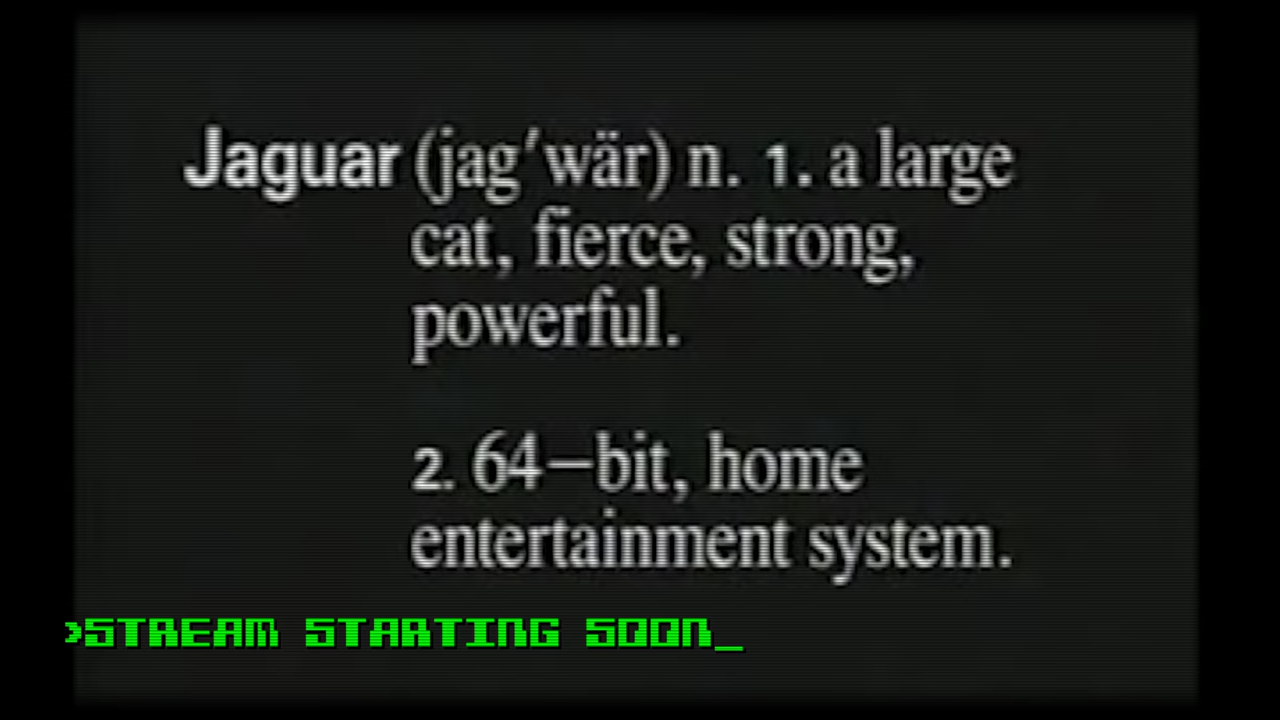 Jaguar (jag′wär) n. 1. a large
cat, fierce, strong,
powerful.
2. 64–bit, home
entertainment system.
>STREAM STARTING SOON_